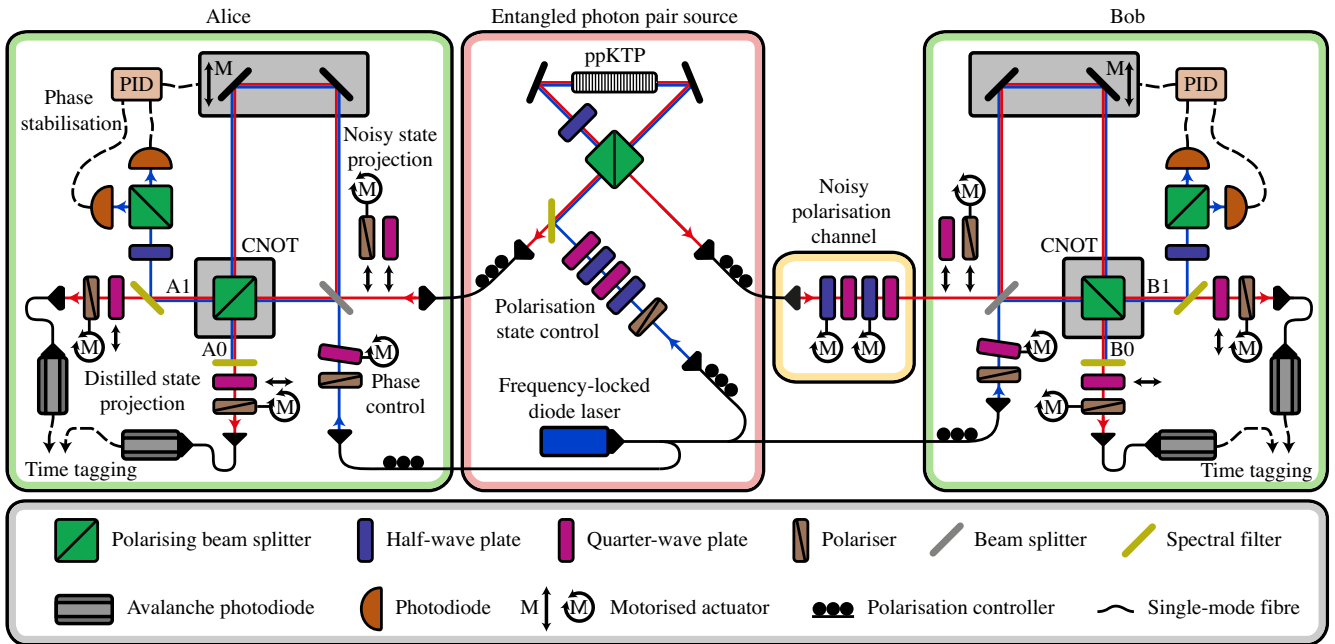 Alice
Entangled photon pair source
Bob
PID
M
Phase
stabilisation
Noisy state
projection
M
CNOT
A1
A0
M
M
M
Distilled state
projection
Phase
control
Time tagging
ppKTP
Polarisation
state control
Frequency-locked
diode laser
Noisy
polarisation
channel
M
M
M
PID
M
CNOT
B1
B0
M
M
M
Time tagging
Polarising beam splitter
Half-wave plate
Quarter-wave plate
Polariser
Beam splitter
Spectral filter
Avalanche photodiode
Photodiode
M
M
Motorised actuator
Polarisation controller
Single-mode fibre